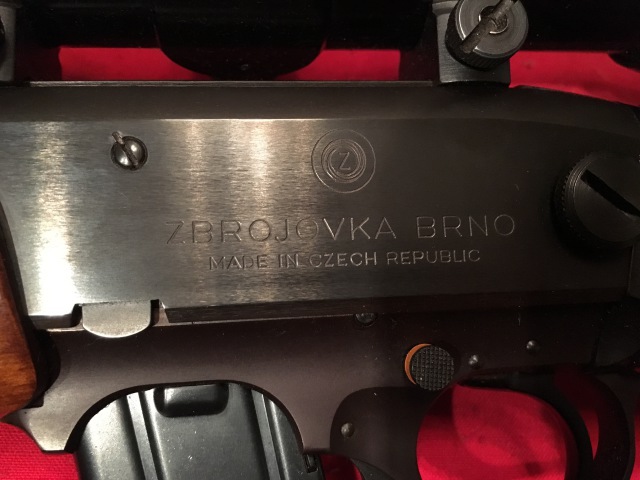 Z
ZBROJOVKA BRNO
MADE IN CZECH REPUBLIC